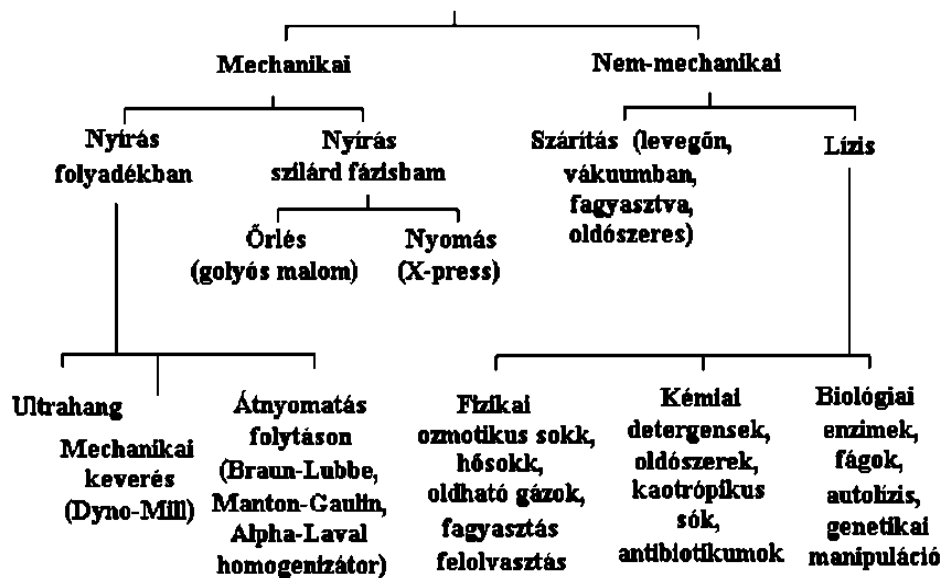 Mechanikai
Nem-mechanikai
Nyírás
folyadékban
Nyírás
szilárd fázisbam
Szárítás (levegőn,
vákuumban,
fagyasztva,
oldószeres)
Lízis
Őrlés
(golyós malom)
Nyomás
(X-press)
Ultrahang
Mechanikai
keverés
(Dyno-Mill)
Átnyomatás
folytáson
(Braun-Lubbe,
Manton-Gaulin,
Alpha-Laval
homogenizátor)
Fizikai
ozmotikus sokk,
hősokk,
oldható gázok,
fagyasztás
felolvasztás
Kémiai
detergensek,
oldószerek,
kaotrópikus
sók,
antibiotikumok
Biológiai
enzimek,
fágok,
autolízis,
genetikai
manipuláció